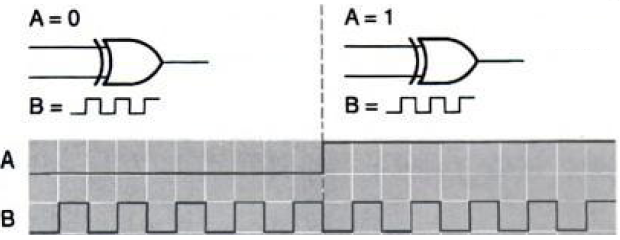 A = 0
A = 1
B =
B =
A
B